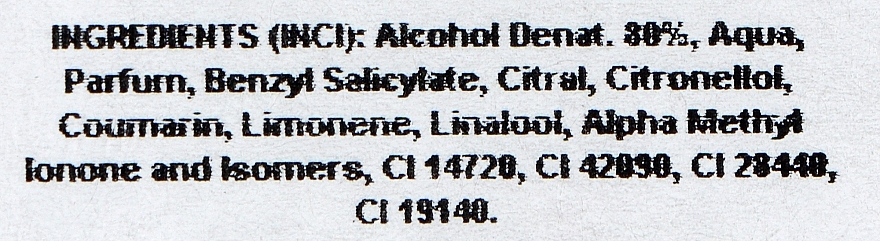 INGREDIENTS (INCI): Alcohol Denat. 80%, Aqua,
Parfum, Benzyl Salicylate, Citral, Citronellol,
Coumarin, Limonene, Linalool, Alpha Methyl
Ionone and Isomers, CI 14720, CI 42090, CI 28440,
CI 19140.